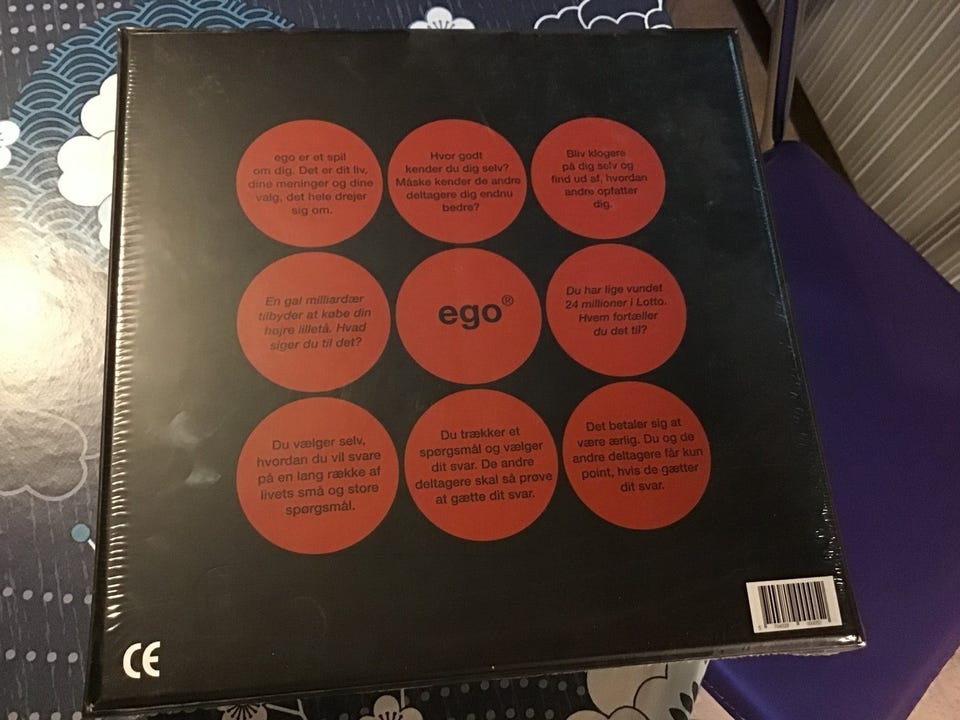 ego er et spil
om dig. Det er dit liv,
dine meninger og dine
valg, det hele drejer
sig om.
Hvor godt
kender du dig selv?
Måske kender de andre
deltagere dig endnu
bedre?
Bliv klogere
på dig selv og
find ud af, hvordan
andre opfatter
dig.
En gal milliardær
tilbyder at købe din
højre lilletå. Hvad
siger du til det?
ego®
Du har lige vundet
24 millioner i Lotto.
Hvem fortæller
du det til?
Du vælger selv,
hvordan du vil svare
på en lang række af
livets små og store
spørgsmål.
Du trækker et
spørgsmål og vælger
dit svar. De andre
deltagere skal så prøve
at gætte dit svar.
Det betaler sig at
være ærlig. Du og de
andre deltagere får kun
point, hvis de gætter
dit svar.
CE